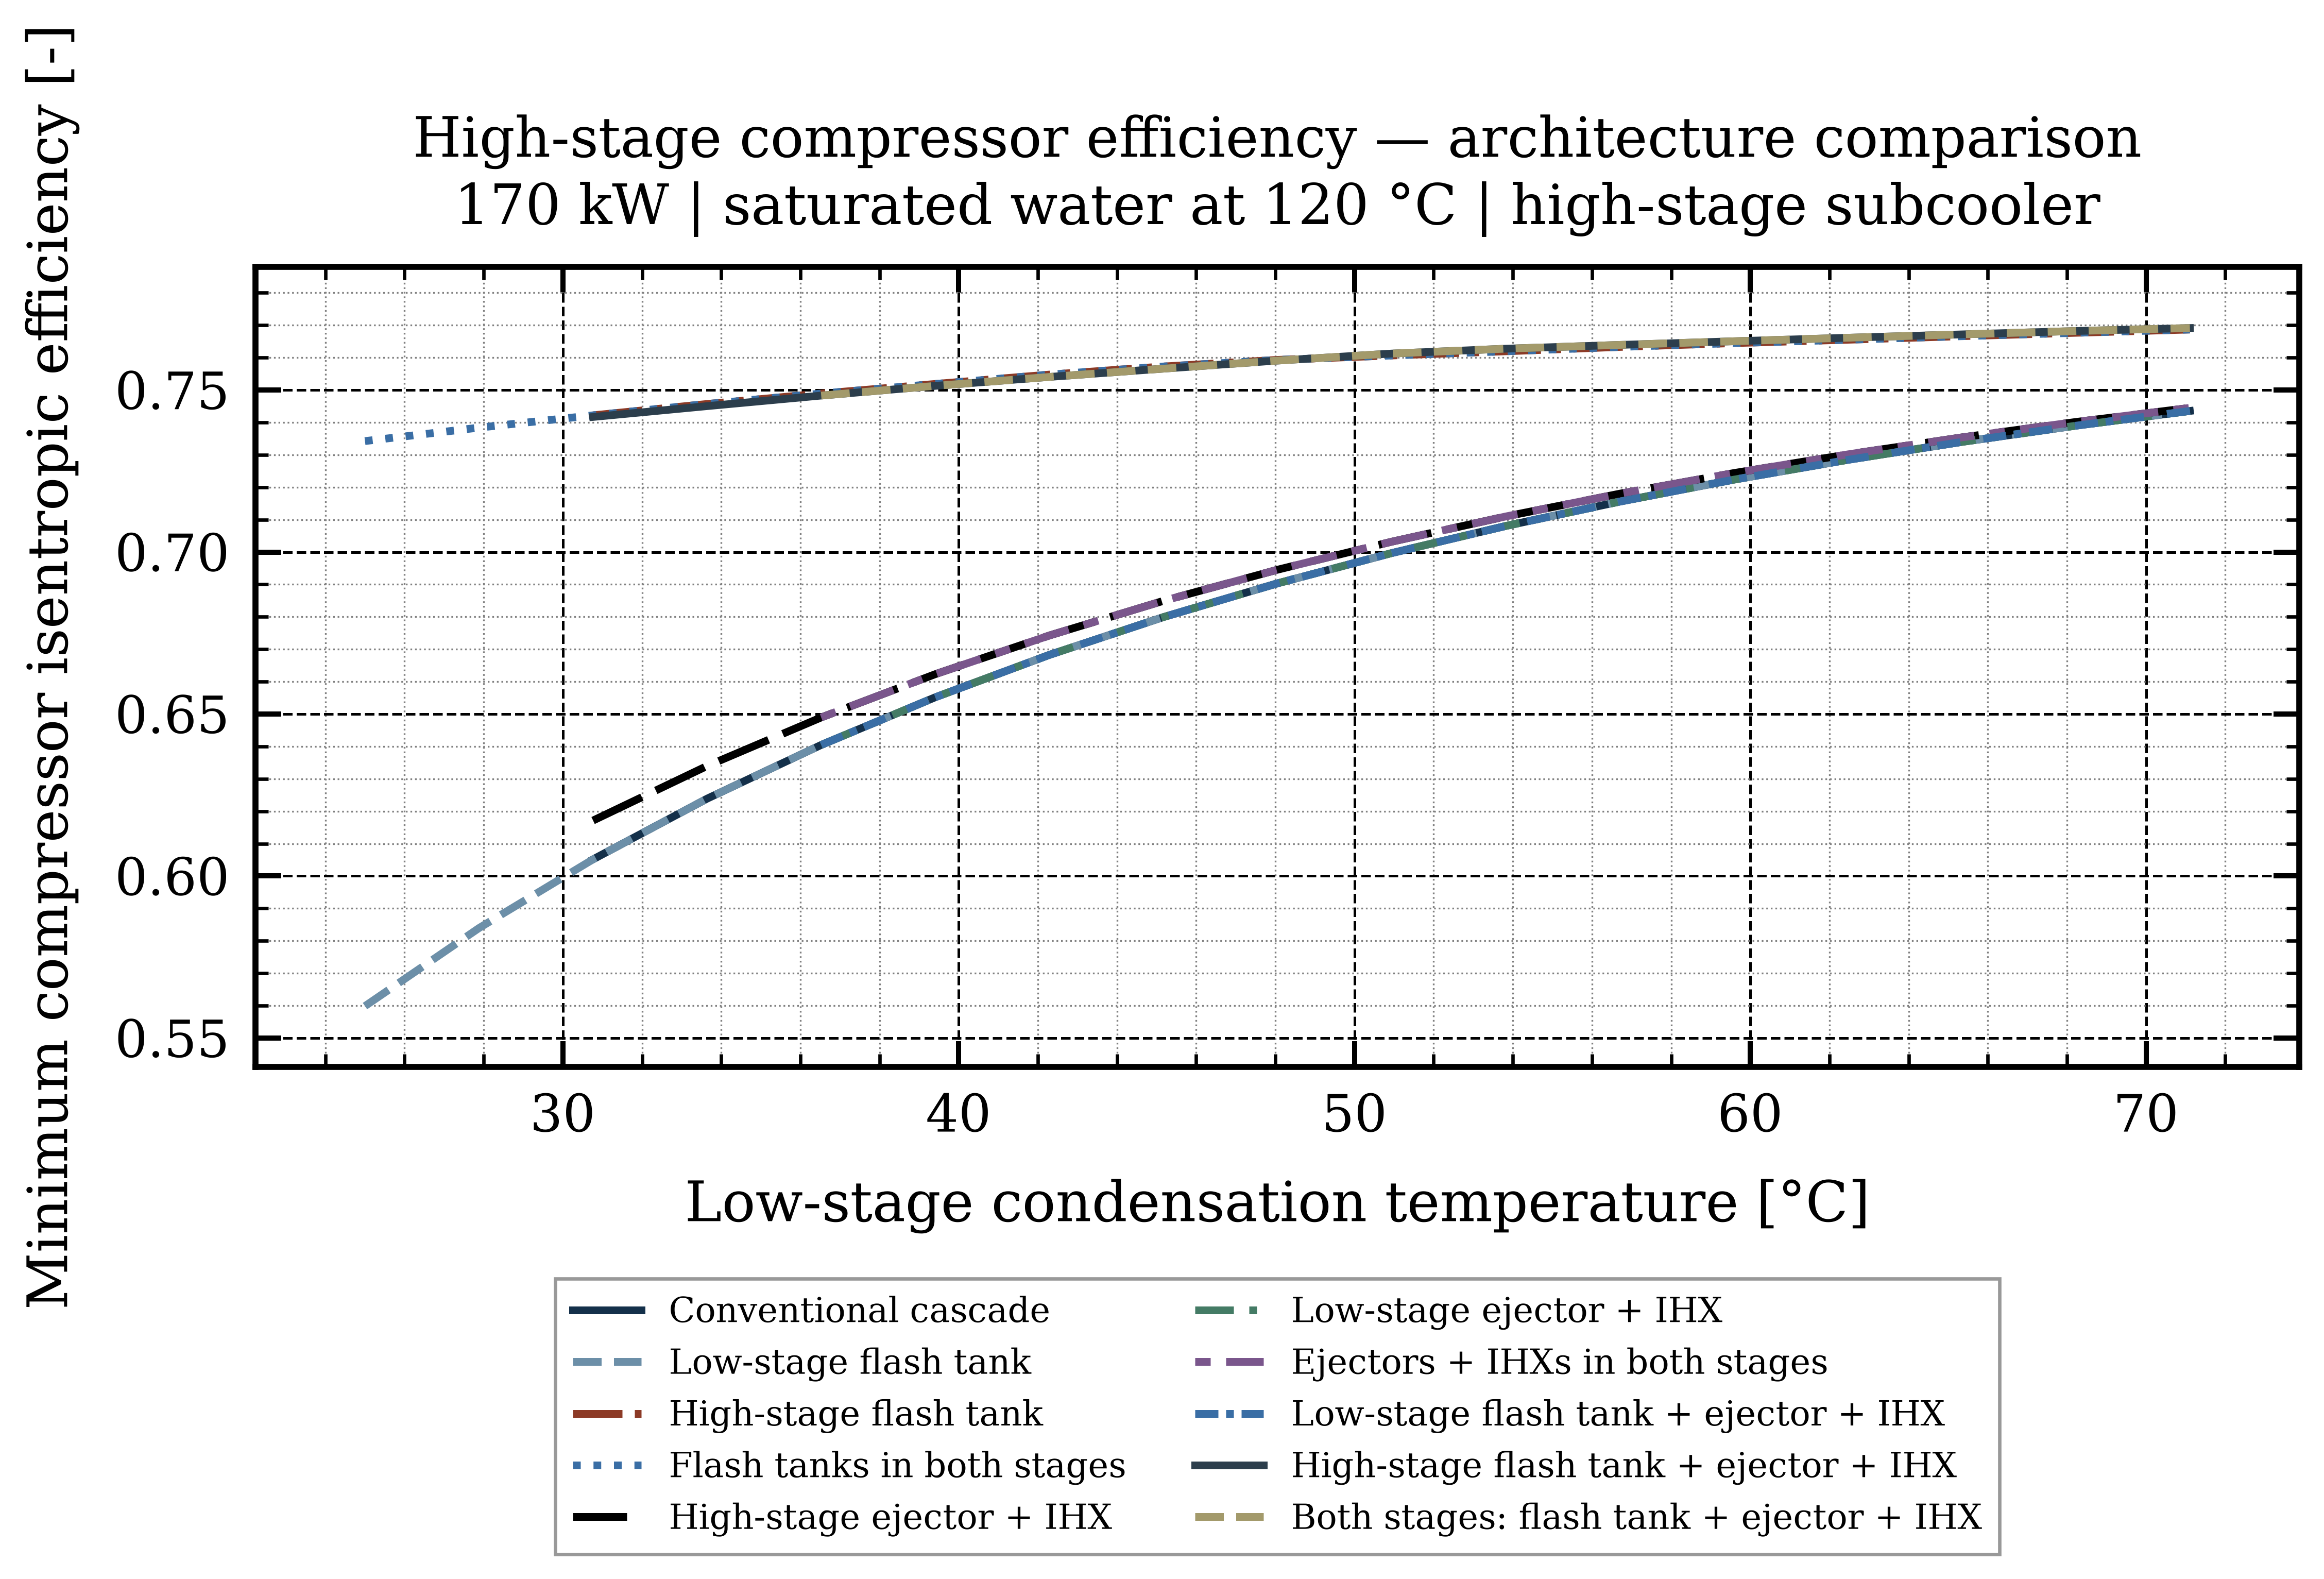 High-stage compressor efficiency — architecture comparison
170 kW | saturated water at 120 °C | high-stage subcooler
Minimum compressor isentropic efficiency [-]
0.75
0.70
0.65
0.60
0.55
30
40
50
60
70
Low-stage condensation temperature [°C]
Conventional cascade
Low-stage flash tank
High-stage flash tank
Flash tanks in both stages
High-stage ejector + IHX
Low-stage ejector + IHX
Ejectors + IHXs in both stages
Low-stage flash tank + ejector + IHX
High-stage flash tank + ejector + IHX
Both stages: flash tank + ejector + IHX